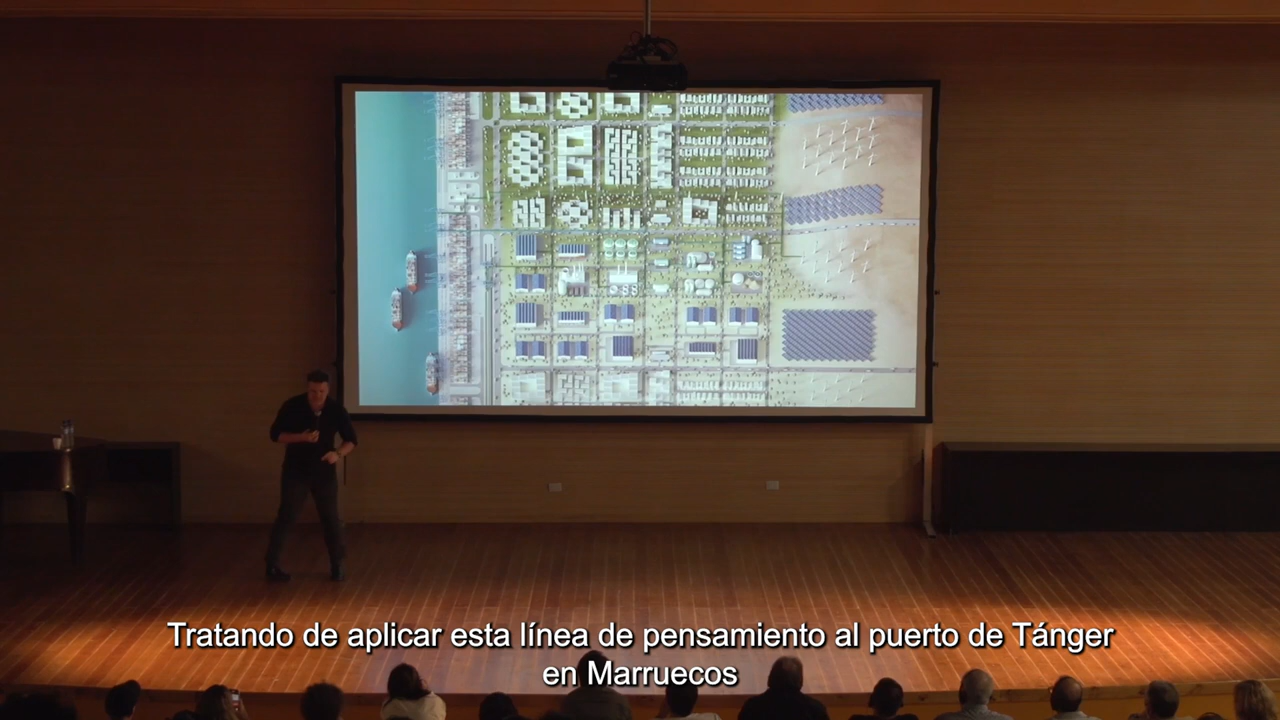 Tratando de aplicar esta línea de pensamiento al puerto de Tánger
en Marruecos